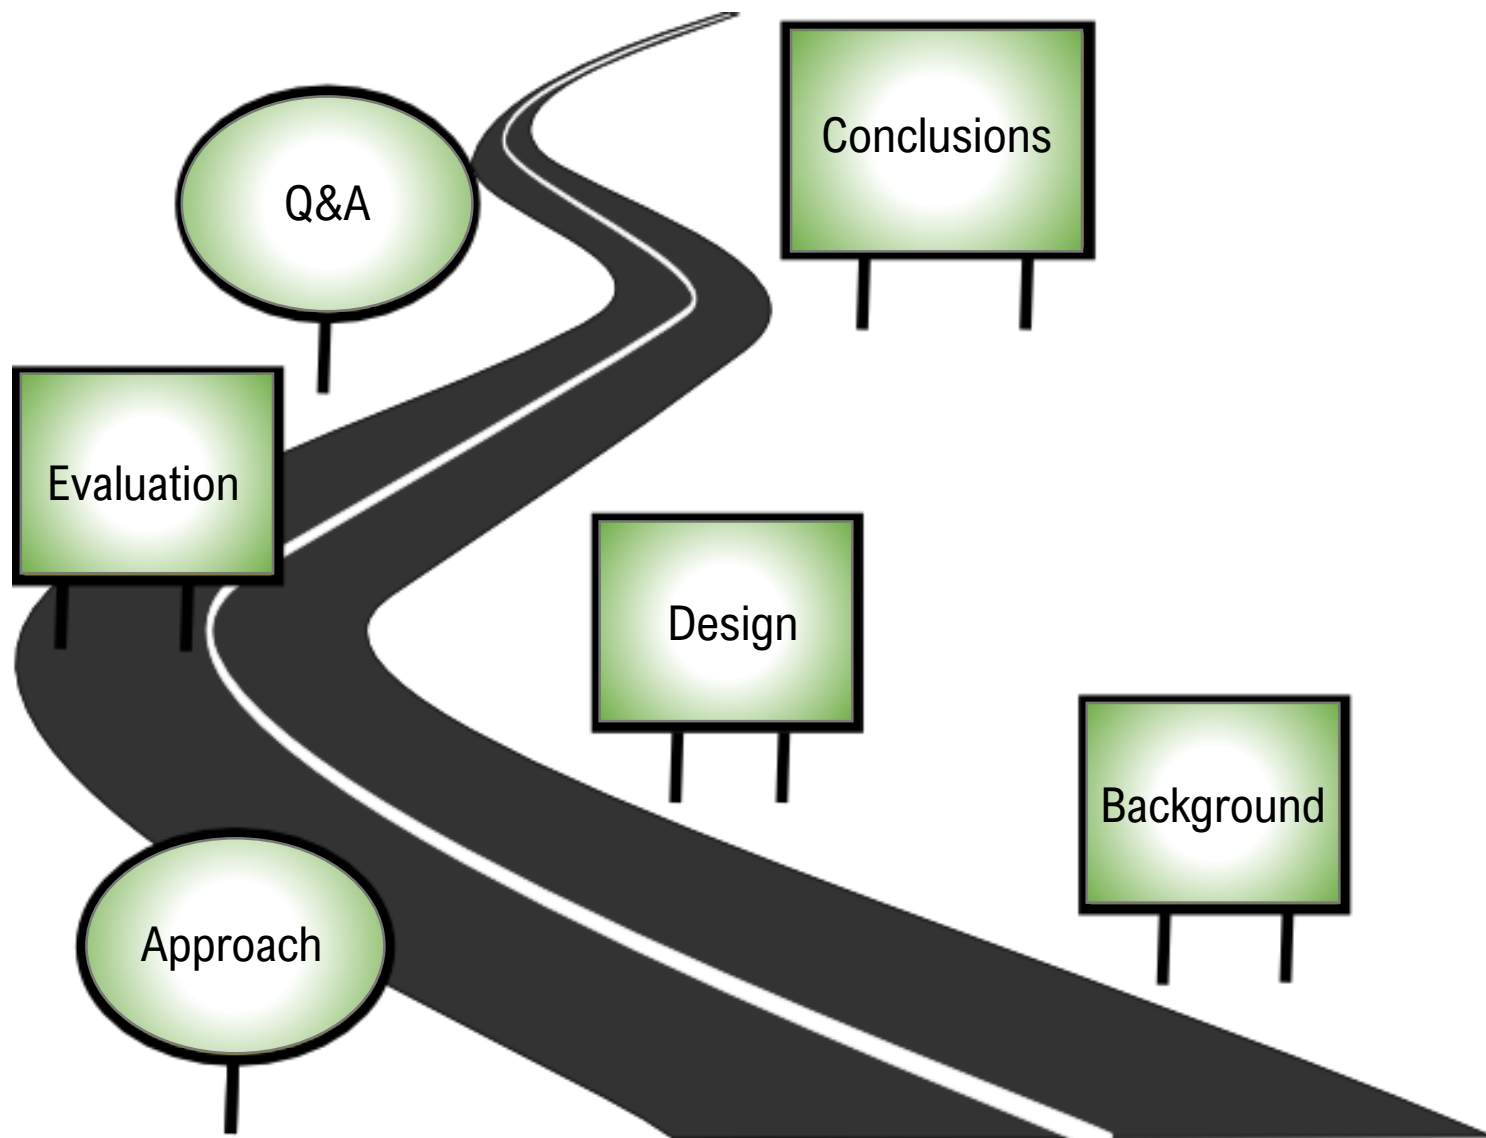 Conclusions
Q&A
Evaluation
Design
Background
Approach